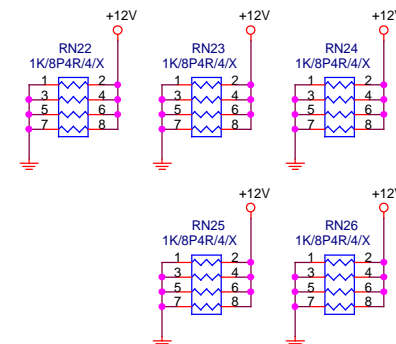 +12V
RN22
1K/8P4R/4/X
1 2
3 4
5 6
7 8
+12V
RN23
1K/8P4R/4/X
1 2
3 4
5 6
7 8
+12V
RN24
1K/8P4R/4/X
1 2
3 4
5 6
7 8
+12V
RN25
1K/8P4R/4/X
1 2
3 4
5 6
7 8
+12V
RN26
1K/8P4R/4/X
1 2
3 4
5 6
7 8